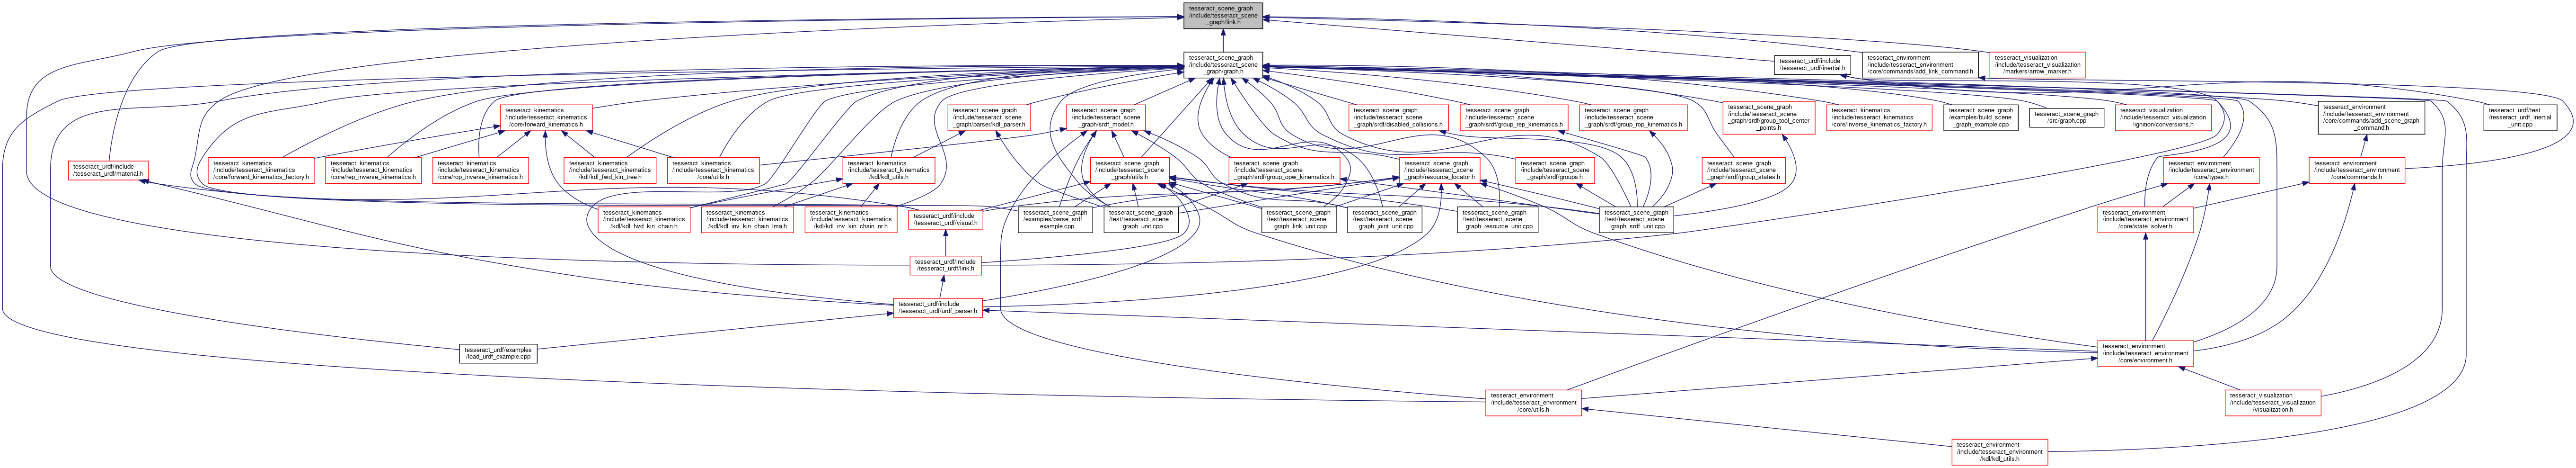 tesseract_scene_graph
/include/tesseract_scene
_graph/link.h
tesseract_scene_graph
/include/tesseract_scene
_graph/graph.h
tesseract_urdf/include
/tesseract_urdf/inertial.h
tesseract_environment
/include/tesseract_environment
/core/commands/add_link_command.h
tesseract_visualization
/include/tesseract_visualization
/markers/arrow_marker.h
tesseract_kinematics
/include/tesseract_kinematics
/core/forward_kinematics.h
tesseract_scene_graph
/include/tesseract_scene
_graph/parser/kdl_parser.h
tesseract_scene_graph
/include/tesseract_scene
_graph/srdf_model.h
tesseract_scene_graph
/include/tesseract_scene
_graph/srdf/disabled_collisions.h
tesseract_scene_graph
/include/tesseract_scene
_graph/srdf/group_rep_kinematics.h
tesseract_scene_graph
/include/tesseract_scene
_graph/srdf/group_rop_kinematics.h
tesseract_scene_graph
/include/tesseract_scene
_graph/srdf/group_tool_center
_points.h
tesseract_kinematics
/include/tesseract_kinematics
/core/inverse_kinematics_factory.h
tesseract_scene_graph
/examples/build_scene
_graph_example.cpp
tesseract_scene_graph
/src/graph.cpp
tesseract_visualization
/include/tesseract_visualization
/ignition/conversions.h
tesseract_environment
/include/tesseract_environment
/core/commands/add_scene_graph
_command.h
tesseract_urdf/test
/tesseract_urdf_inertial
_unit.cpp
tesseract_urdf/include
/tesseract_urdf/material.h
tesseract_kinematics
/include/tesseract_kinematics
/core/forward_kinematics_factory.h
tesseract_kinematics
/include/tesseract_kinematics
/core/rep_inverse_kinematics.h
tesseract_kinematics
/include/tesseract_kinematics
/core/rop_inverse_kinematics.h
tesseract_kinematics
/include/tesseract_kinematics
/kdl/kdl_fwd_kin_tree.h
tesseract_kinematics
/include/tesseract_kinematics
/core/utils.h
tesseract_kinematics
/include/tesseract_kinematics
/kdl/kdl_utils.h
tesseract_scene_graph
/include/tesseract_scene
_graph/utils.h
tesseract_scene_graph
/include/tesseract_scene
_graph/srdf/group_opw_kinematics.h
tesseract_scene_graph
/include/tesseract_scene
_graph/resource_locator.h
tesseract_scene_graph
/include/tesseract_scene
_graph/srdf/groups.h
tesseract_scene_graph
/include/tesseract_scene
_graph/srdf/group_states.h
tesseract_environment
/include/tesseract_environment
/core/types.h
tesseract_environment
/include/tesseract_environment
/core/commands.h
tesseract_kinematics
/include/tesseract_kinematics
/kdl/kdl_fwd_kin_chain.h
tesseract_kinematics
/include/tesseract_kinematics
/kdl/kdl_inv_kin_chain_lma.h
tesseract_kinematics
/include/tesseract_kinematics
/kdl/kdl_inv_kin_chain_nr.h
tesseract_urdf/include
/tesseract_urdf/visual.h
tesseract_scene_graph
/examples/parse_srdf
_example.cpp
tesseract_scene_graph
/test/tesseract_scene
_graph_unit.cpp
tesseract_scene_graph
/test/tesseract_scene
_graph_link_unit.cpp
tesseract_scene_graph
/test/tesseract_scene
_graph_joint_unit.cpp
tesseract_scene_graph
/test/tesseract_scene
_graph_resource_unit.cpp
tesseract_scene_graph
/test/tesseract_scene
_graph_srdf_unit.cpp
tesseract_environment
/include/tesseract_environment
/core/state_solver.h
tesseract_urdf/include
/tesseract_urdf/link.h
tesseract_urdf/include
/tesseract_urdf/urdf_parser.h
tesseract_urdf/examples
/load_urdf_example.cpp
tesseract_environment
/include/tesseract_environment
/core/environment.h
tesseract_environment
/include/tesseract_environment
/core/utils.h
tesseract_visualization
/include/tesseract_visualization
/visualization.h
tesseract_environment
/include/tesseract_environment
/kdl/kdl_utils.h